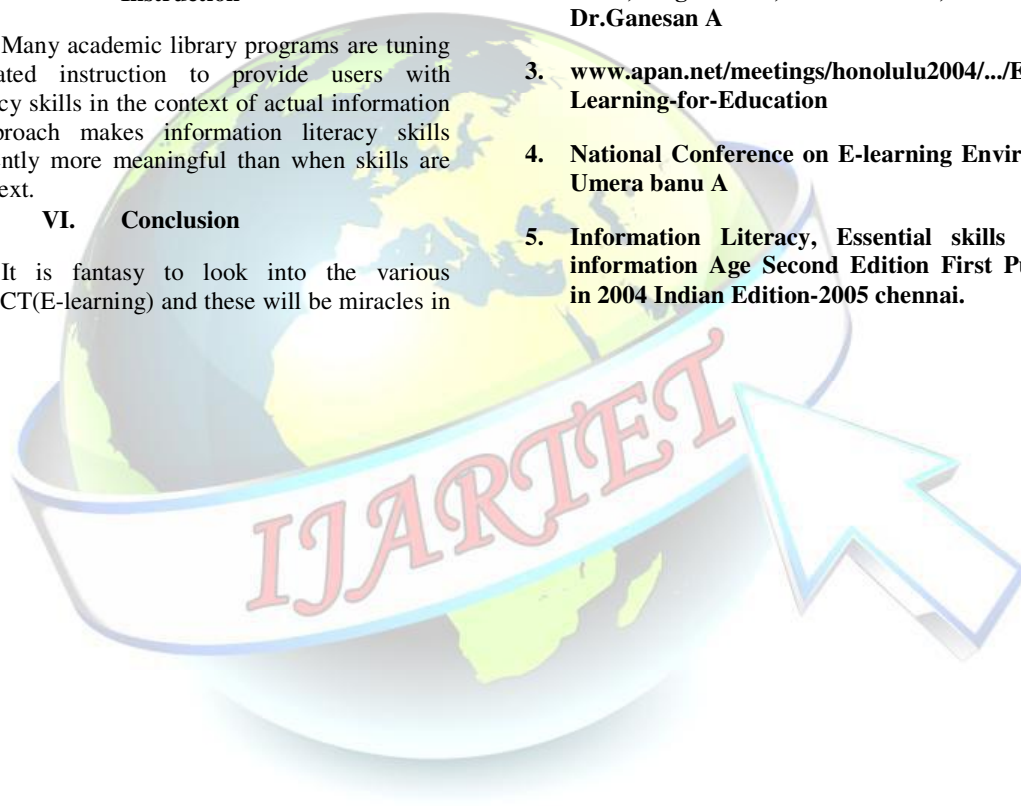 Many academic library programs are tuning
ated instruction to provide users with
cy skills in the context of actual information
proach makes information literacy skills
ntly more meaningful than when skills are
ext.
VI. Conclusion
It is fantasy to look into the various
CT(E-learning) and these will be miracles in
Dr.Ganesan A
3. www.apan.net/meetings/honolulu2004/.../E
Learning-for-Education
4. National Conference on E-learning Envir
Umera banu A
5. Information Literacy, Essential skills
information Age Second Edition First Pu
in 2004 Indian Edition-2005 chennai.
IJARTET